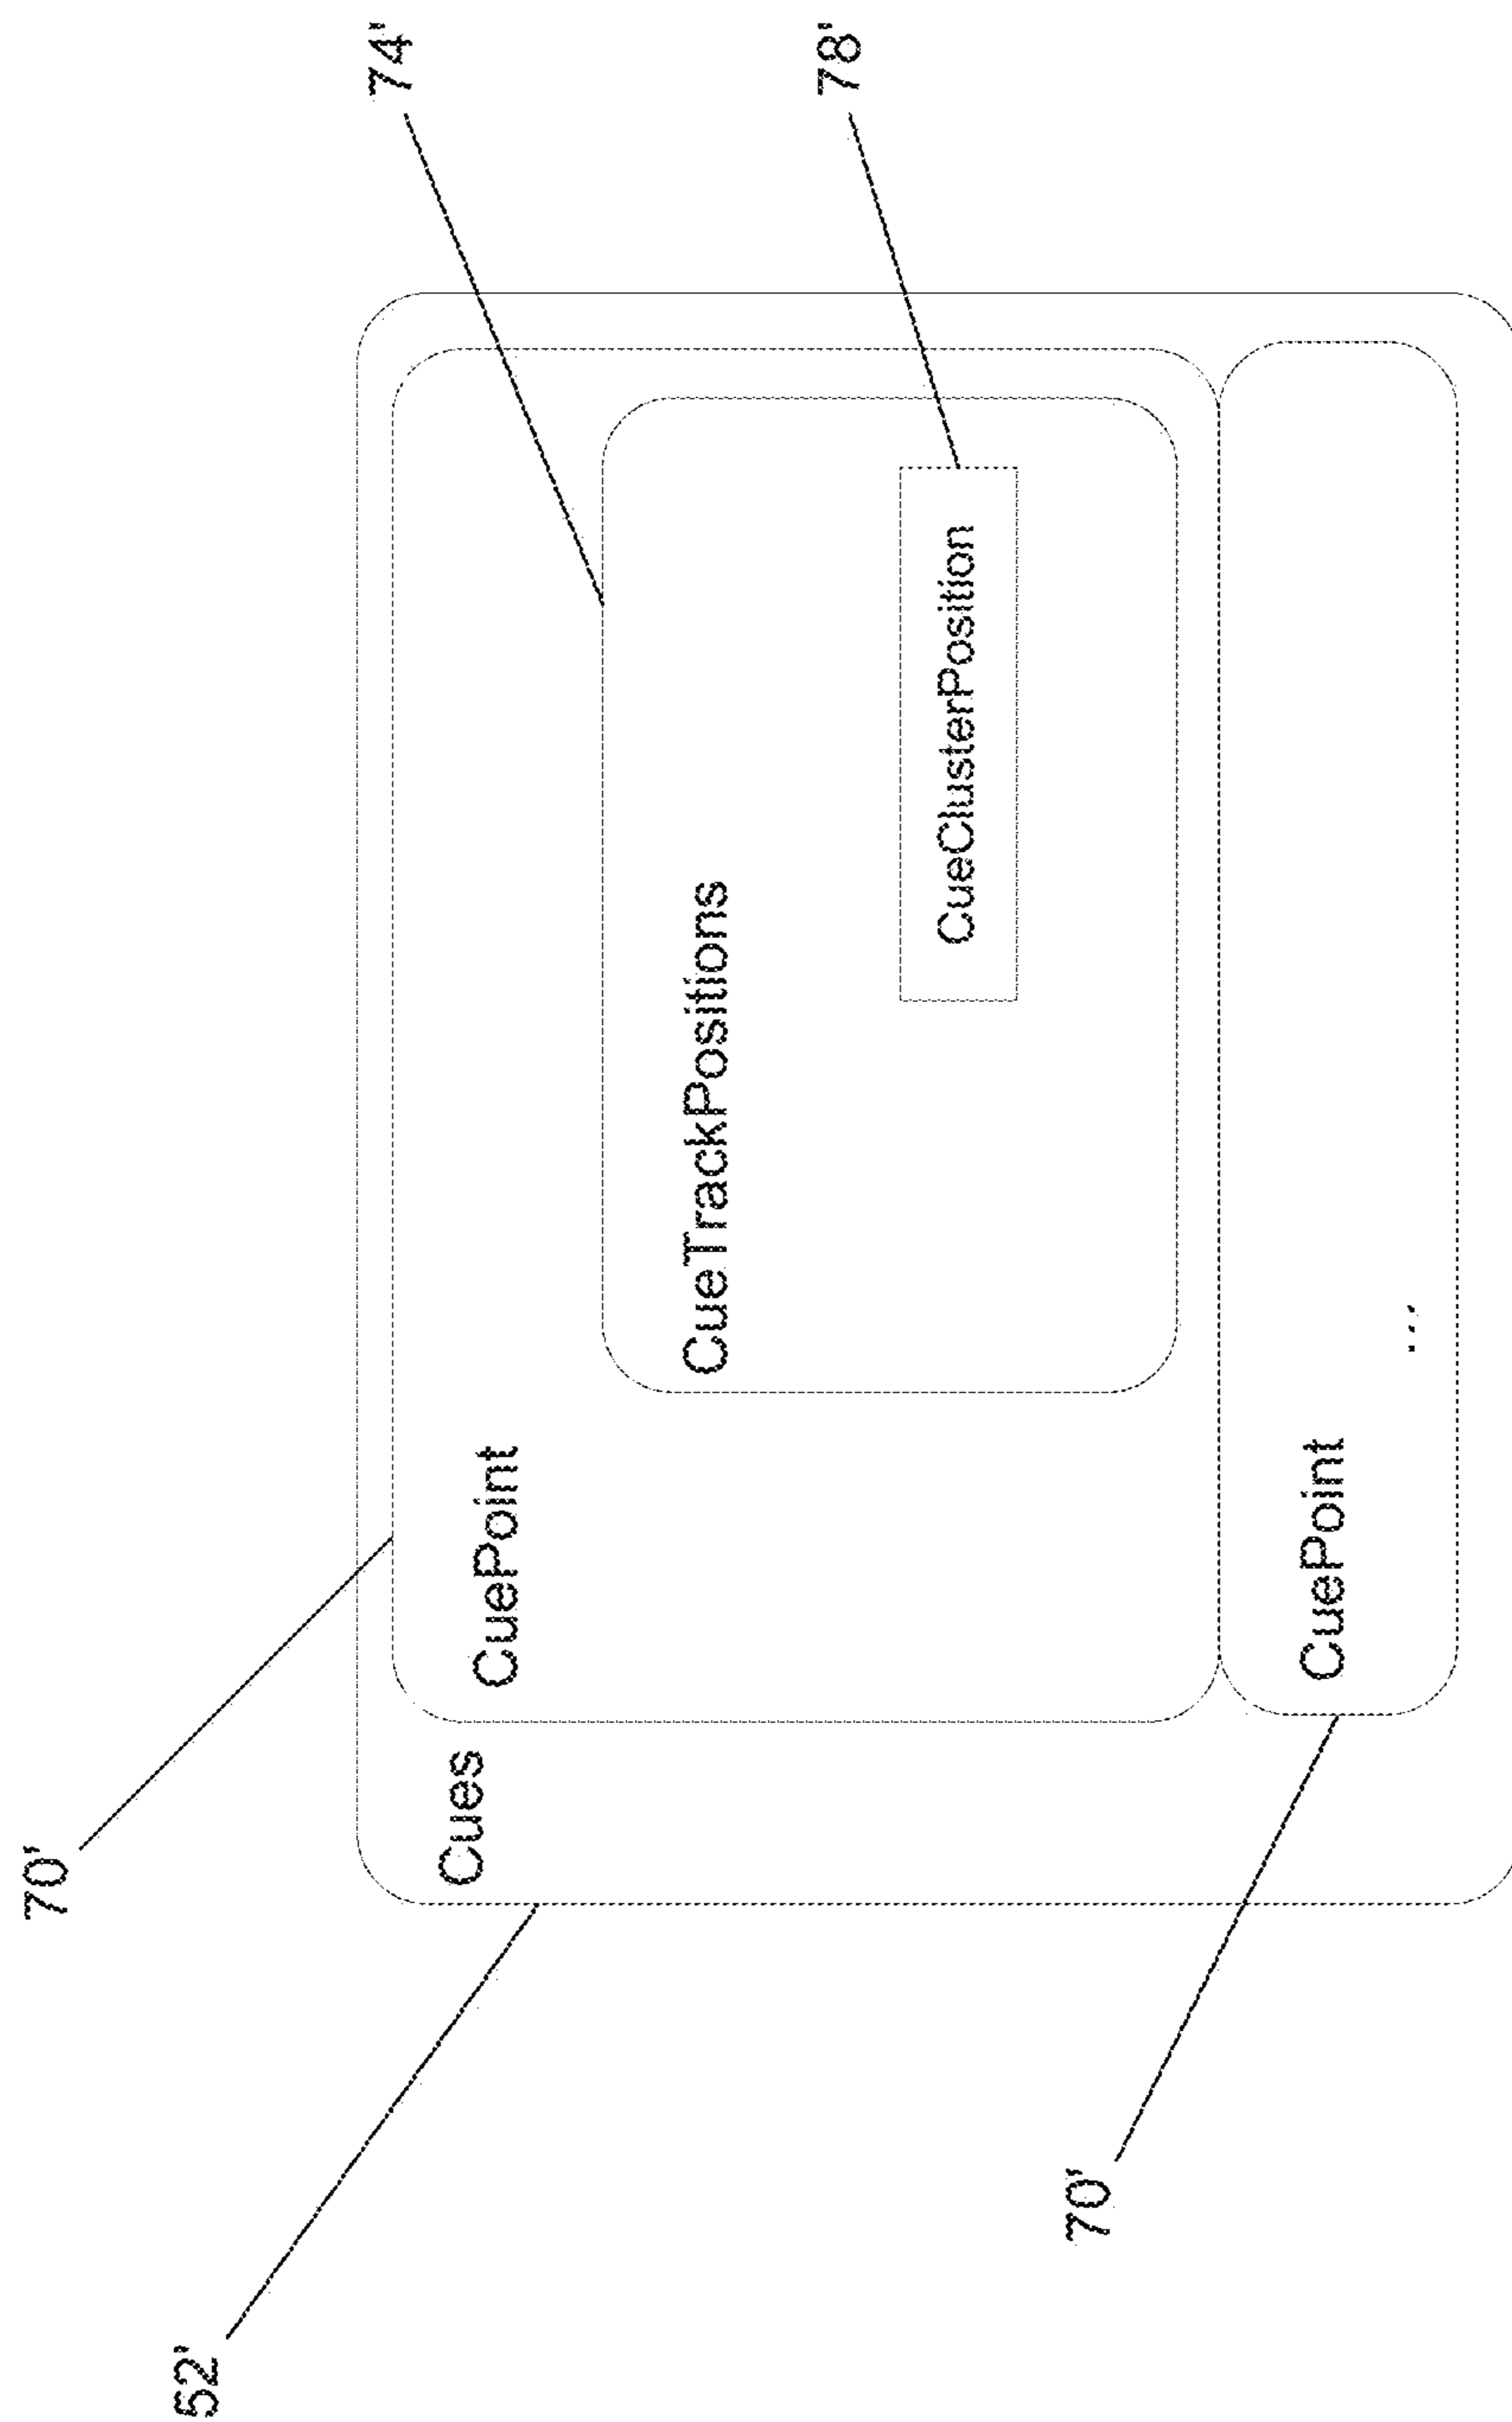 70'
52'
Cues
CuePoint
74'
CueTrackPositions
78'
CueClusterPosition
70'
CuePoint
...